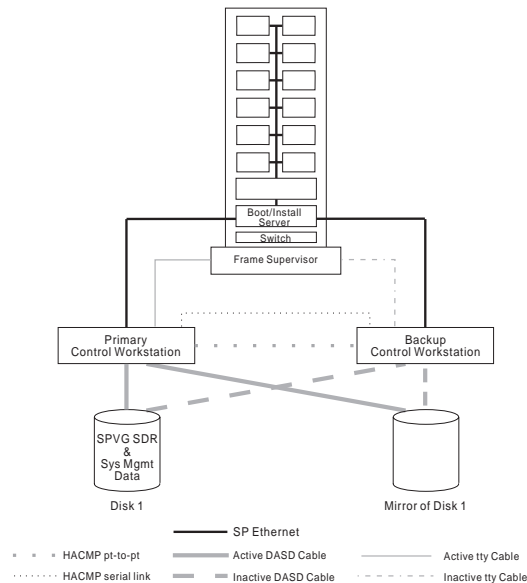 Boot/Install
Server
Switch
Frame Supervisor
Primary
Control Workstation
Backup
Control Workstation
SPVG SDR
&
Sys Mgmt
Data
Disk 1
Mirror of Disk 1
SP Ethernet
HACMP pt-to-pt
Active DASD Cable
Active tty Cable
HACMP serial link
Inactive DASD Cable
Inactive tty Cable